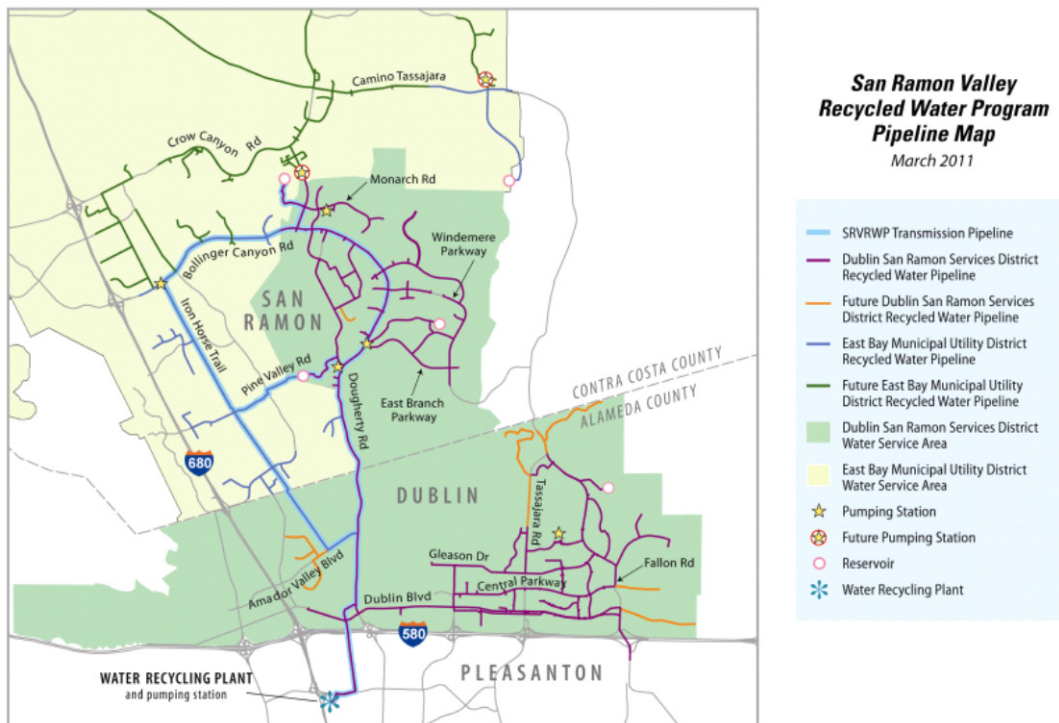 San Ramon Valley
Recycled Water Program
Pipeline Map
March 2011
SRVRWP Transmission Pipeline
Dublin San Ramon Services District
Recycled Water Pipeline
Future Dublin San Ramon Services
District Recycled Water Pipeline
East Bay Municipal Utility District
Recycled Water Pipeline
Future East Bay Municipal Utility
District Recycled Water Pipeline
Dublin San Ramon Services District
Water Service Area
East Bay Municipal Utility District
Water Service Area
Pumping Station
Future Pumping Station
Reservoir
Water Recycling Plant
Camino Tassajara
Crow Canyon Rd
Monarch Rd
Bollinger Canyon Rd
Windemere
Parkway
SAN
RAMON
Iron Horse Trail
Pine Valley Rd
East Branch
Parkway
Dougherty Rd
CONTRA COSTA COUNTY
ALAMEDA COUNTY
680
DUBLIN
Tassajara Rd
Amador Valley Blvd
Gleason Dr
Central Parkway
Fallon Rd
Dublin Blvd
580
PLEASANTON
WATER RECYCLING PLANT
and pumping station